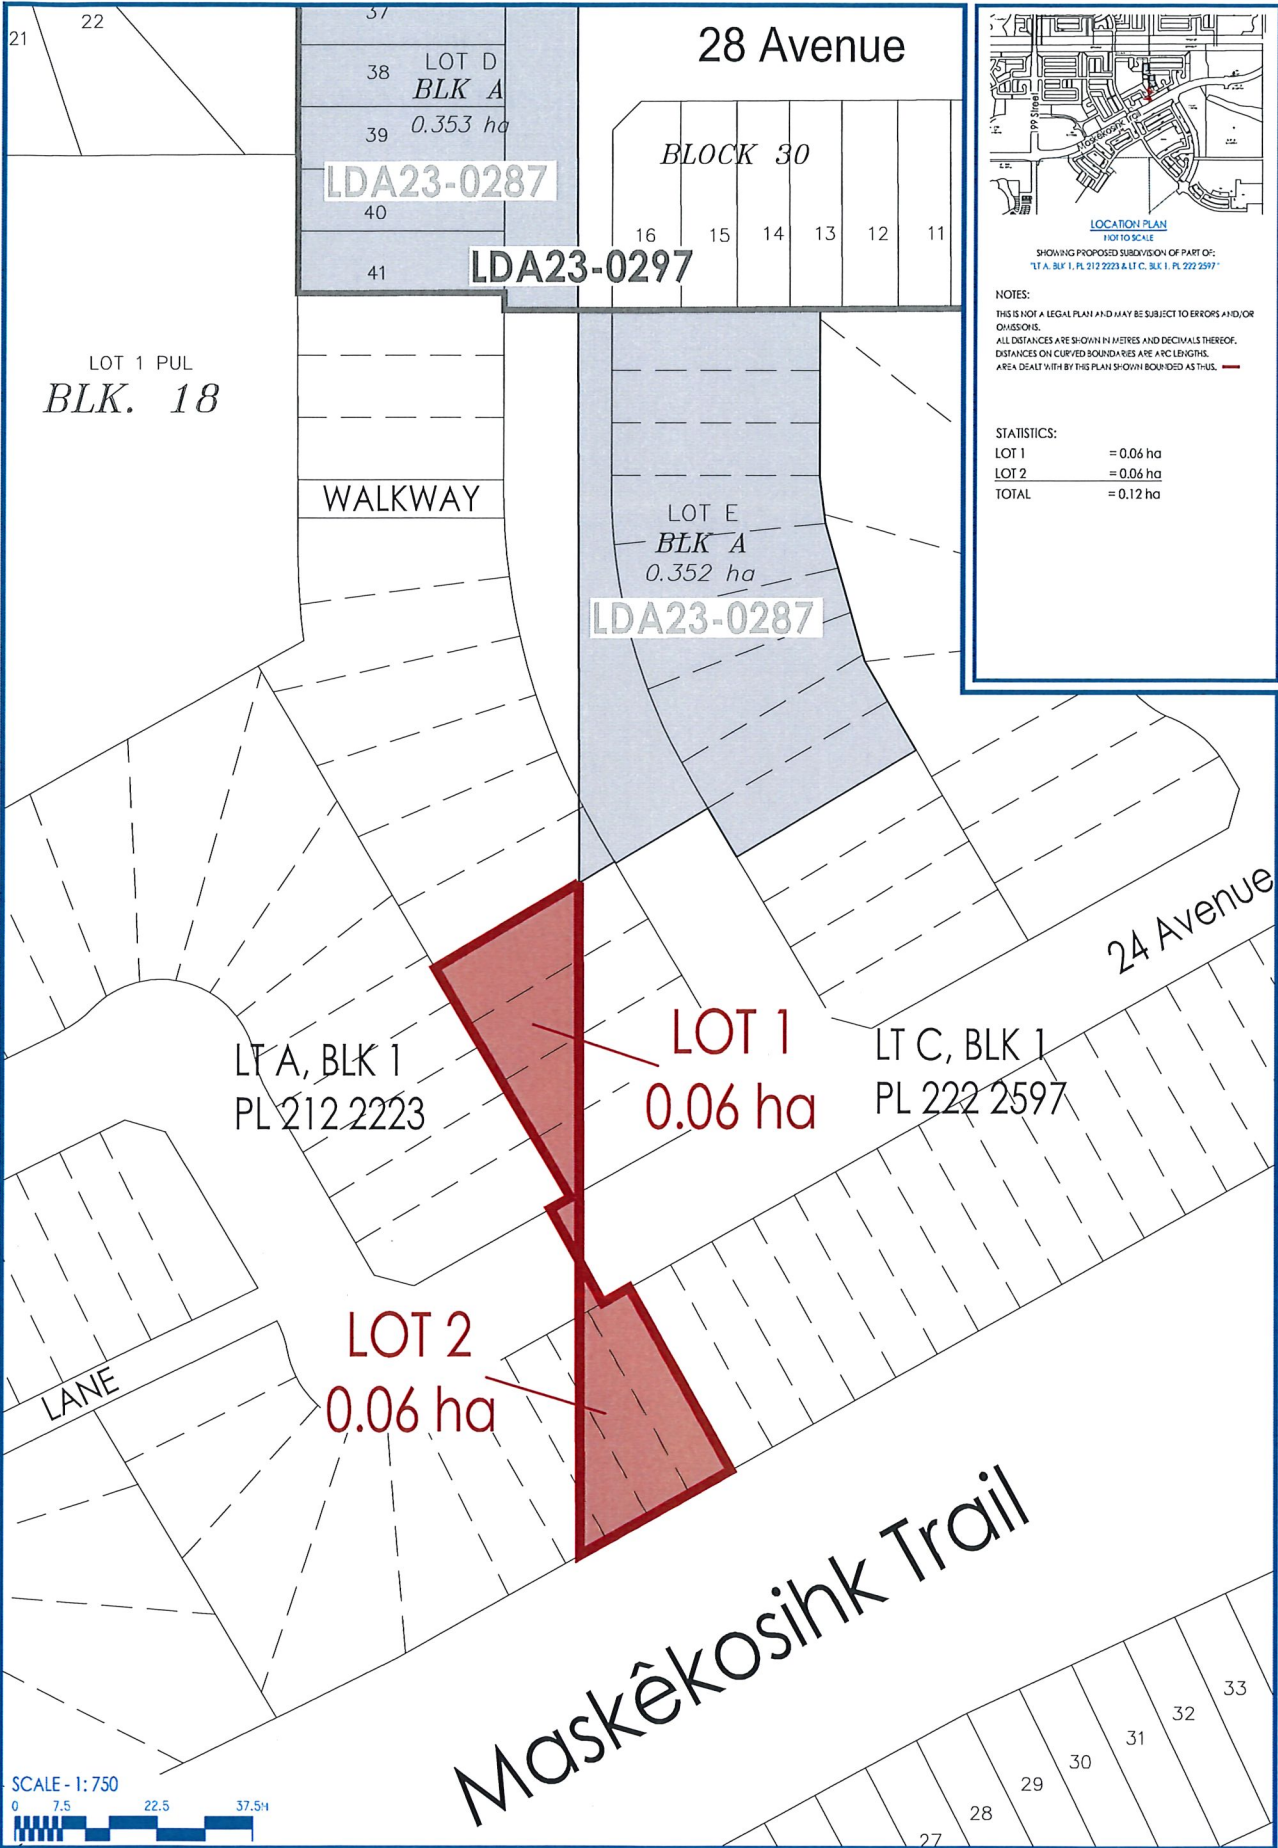 21
22
37
38
LOT D
BLK A
0.353 ha
39
LDA23-0287
40
41
28 Avenue
BLOCK 30
16
15
14
13
12
11
LDA23-0297
LOT 1 PUL
BLK. 18
WALKWAY
LOT E
BLK A
0.352 ha
LDA23-0287
199 Street
Maskêkosihk Trail
LOCATION PLAN
NOT TO SCALE
SHOWING PROPOSED SUBDIVISION OF PART OF:
"LT A, BLK 1, PL 212 2223 & LT C, BLK 1, PL 222 2597"
NOTES:
THIS IS NOT A LEGAL PLAN AND MAY BE SUBJECT TO ERRORS AND/OR
OMISSIONS.
ALL DISTANCES ARE SHOWN IN METRES AND DECIMALS THEREOF.
DISTANCES ON CURVED BOUNDARIES ARE ARC LENGTHS.
AREA DEALT WITH BY THIS PLAN SHOWN BOUNDED AS THUS.
STATISTICS:
LOT 1 = 0.06 ha
LOT 2 = 0.06 ha
TOTAL = 0.12 ha
24 Avenue
LT A, BLK 1
PL 212 2223
LOT 1
0.06 ha
LT C, BLK 1
PL 222 2597
LOT 2
0.06 ha
LANE
Maskêkosihk Trail
33
32
31
30
29
28
27
SCALE - 1: 750
0 7.5 22.5 37.5M